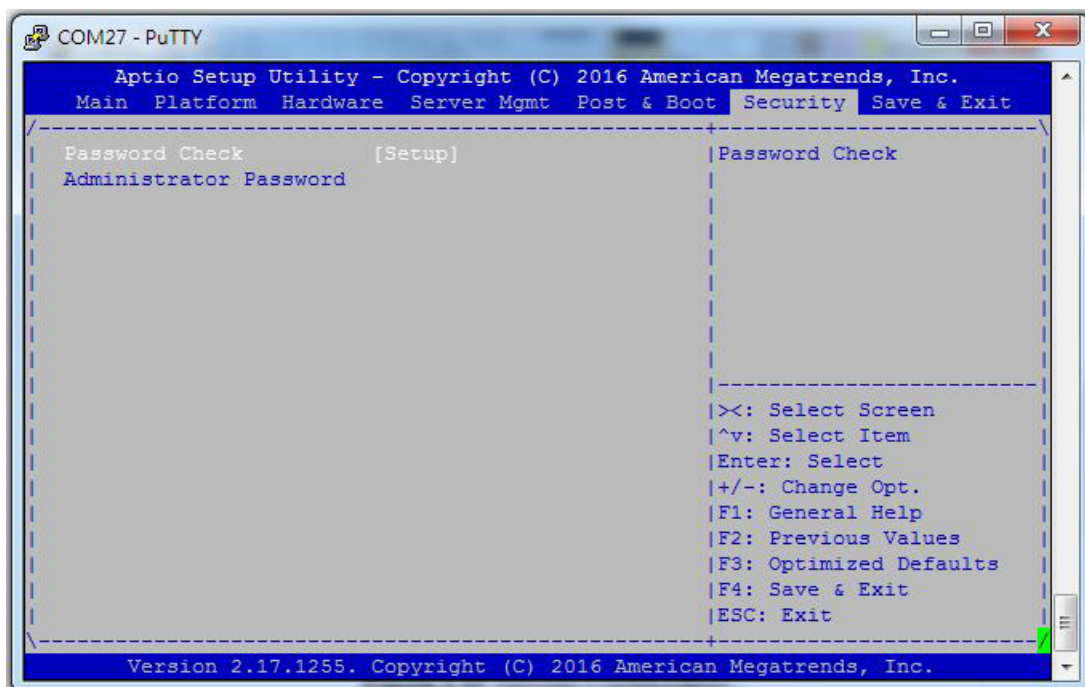 COM27 - PuTTY
Aptio Setup Utility - Copyright (C) 2016 American Megatrends, Inc.
Main Platform Hardware Server Mgmt Post & Boot Security Save & Exit
Password Check [Setup]
Administrator Password
Password Check
><: Select Screen
^v: Select Item
Enter: Select
+/-: Change Opt.
F1: General Help
F2: Previous Values
F3: Optimized Defaults
F4: Save & Exit
ESC: Exit
Version 2.17.1255. Copyright (C) 2016 American Megatrends, Inc.